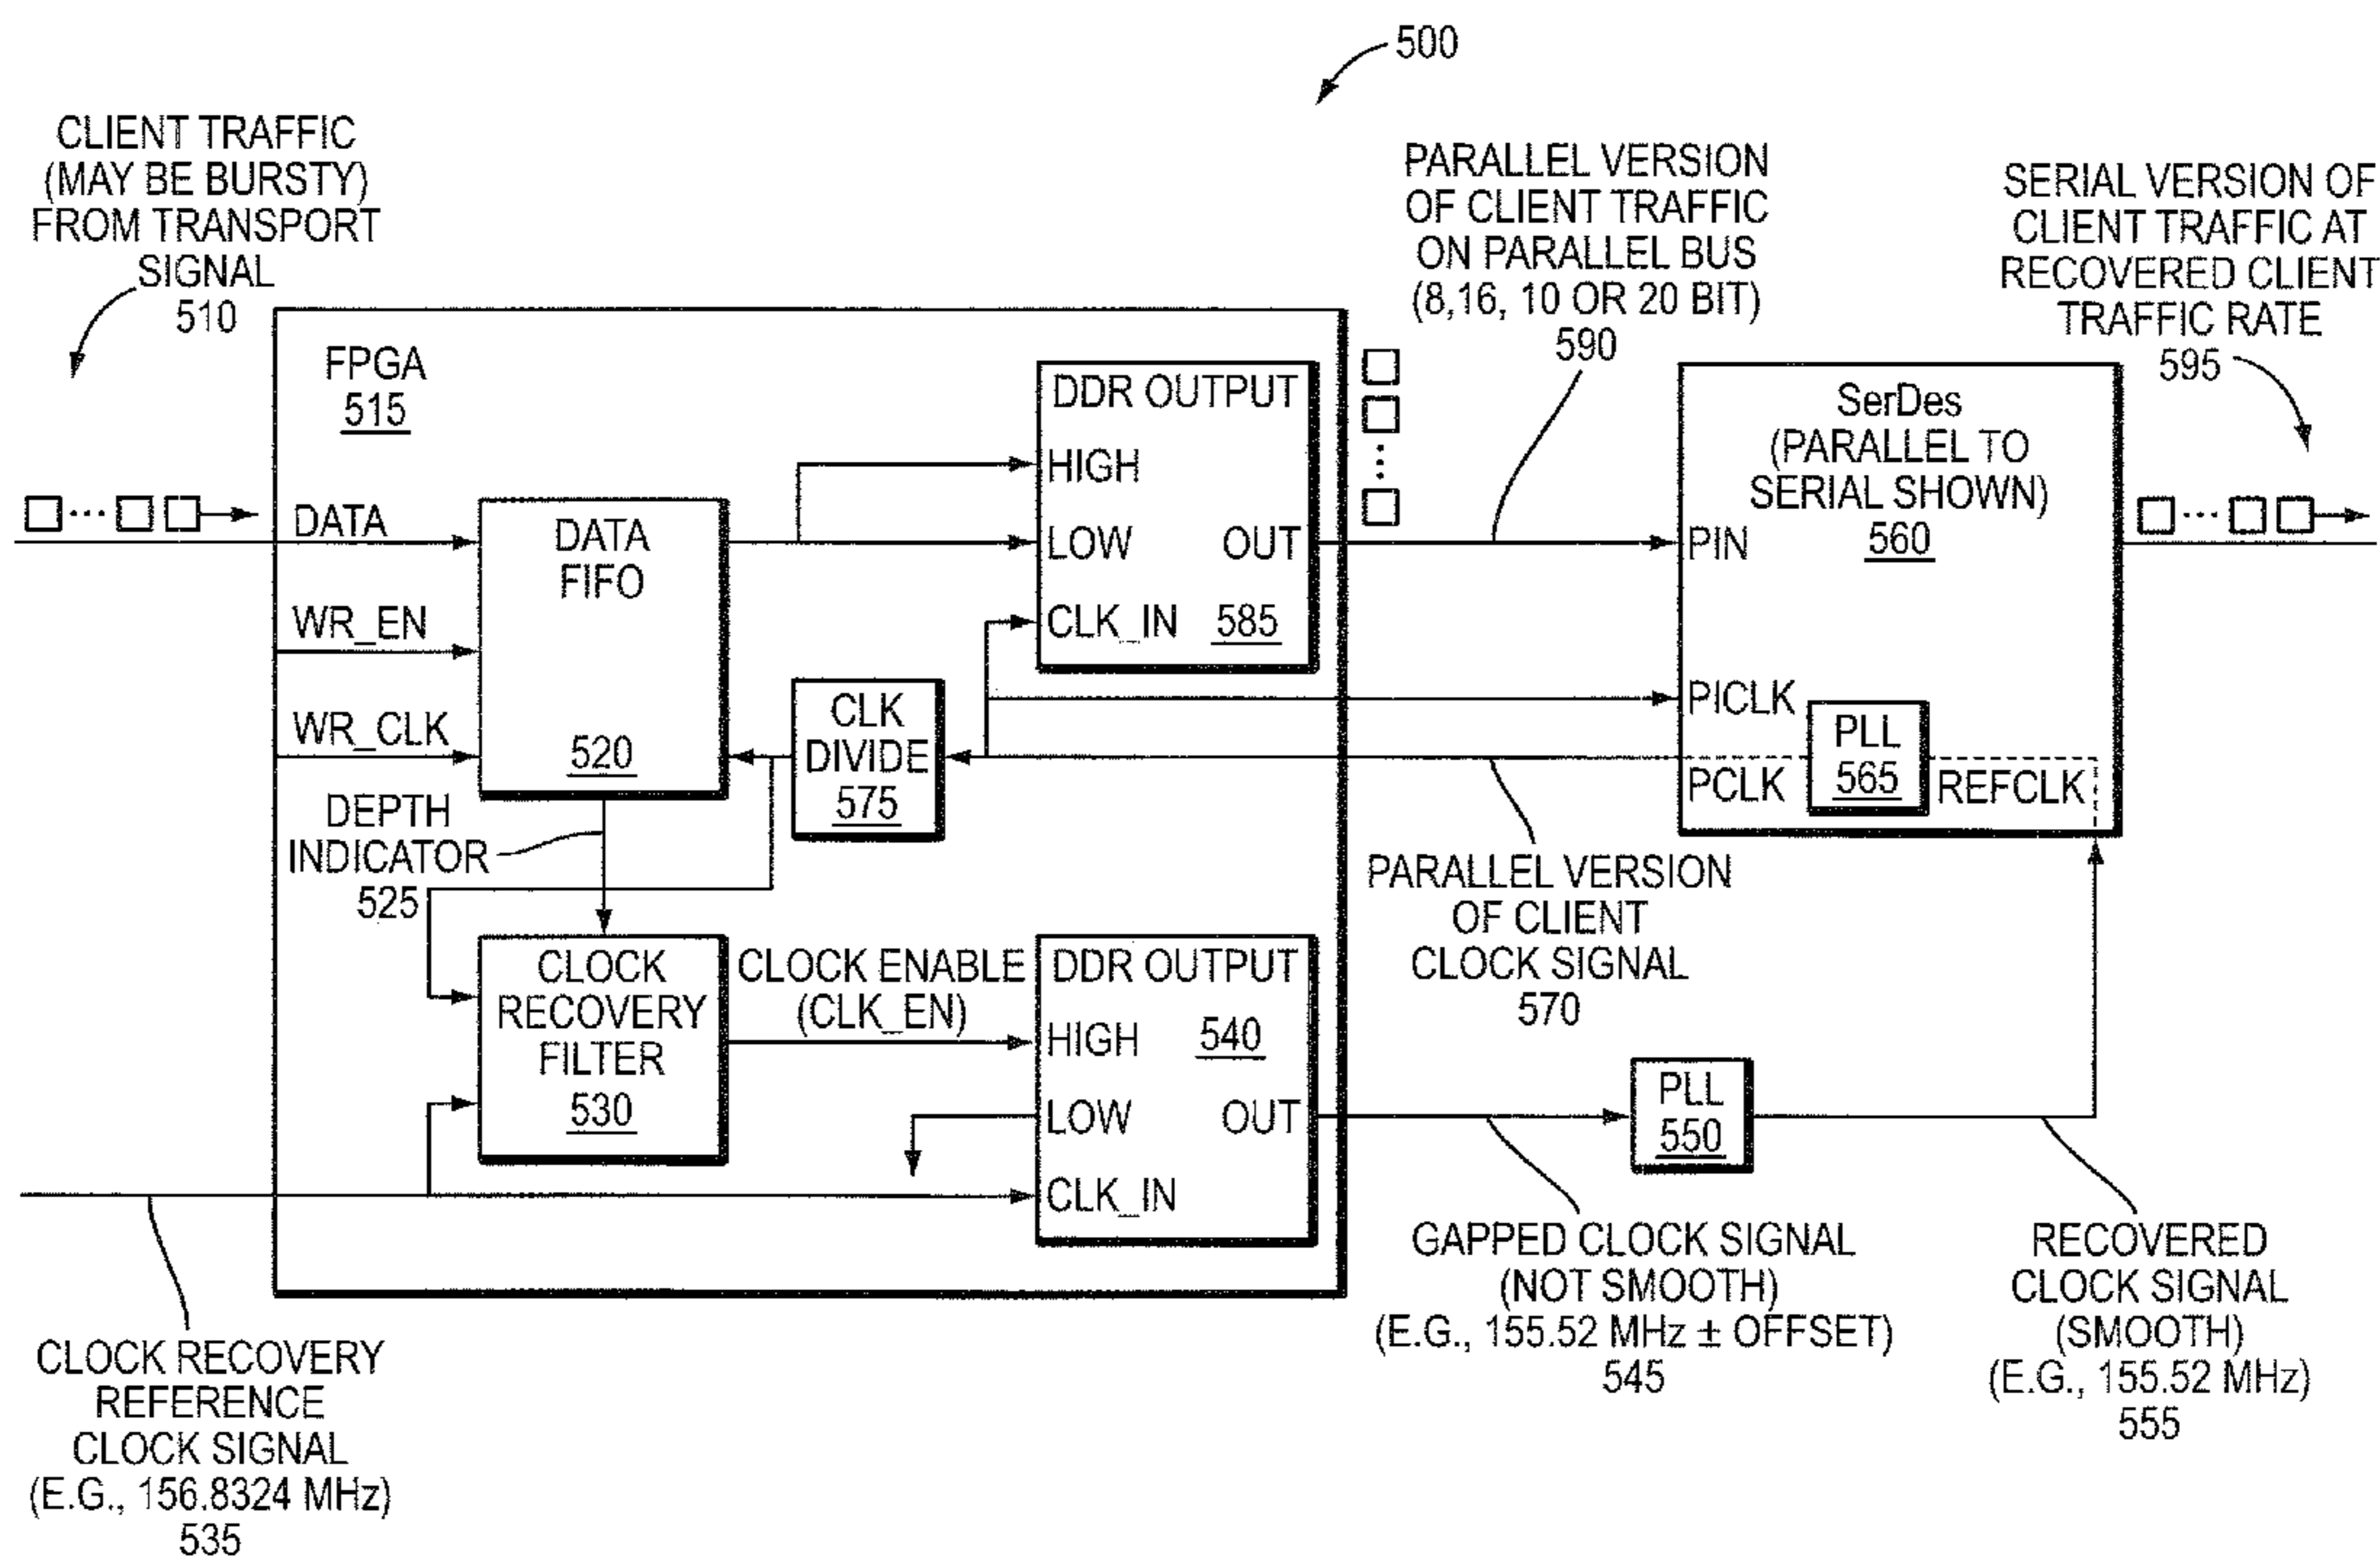 500
CLIENT TRAFFIC
(MAY BE BURSTY)
FROM TRANSPORT
SIGNAL
510
PARALLEL VERSION
OF CLIENT TRAFFIC
ON PARALLEL BUS
(8,16, 10 OR 20 BIT)
590
SERIAL VERSION OF
CLIENT TRAFFIC AT
RECOVERED CLIENT
TRAFFIC RATE
595
FPGA
515
DATA
WR_EN
WR_CLK
DATA
FIFO
520
DDR OUTPUT
HIGH
LOW
OUT
CLK_IN
585
CLK
DIVIDE
575
SerDes
(PARALLEL TO
SERIAL SHOWN)
560
PIN
PICLK
PCLK
PLL
565
REFCLK
DEPTH
INDICATOR
525
CLOCK
RECOVERY
FILTER
530
CLOCK ENABLE
(CLK_EN)
DDR OUTPUT
540
HIGH
LOW
OUT
CLK_IN
PARALLEL VERSION
OF CLIENT
CLOCK SIGNAL
570
PLL
550
CLOCK RECOVERY
REFERENCE
CLOCK SIGNAL
(E.G., 156.8324 MHz)
535
GAPPED CLOCK SIGNAL
(NOT SMOOTH)
(E.G., 155.52 MHz ± OFFSET)
545
RECOVERED
CLOCK SIGNAL
(SMOOTH)
(E.G., 155.52 MHz)
555